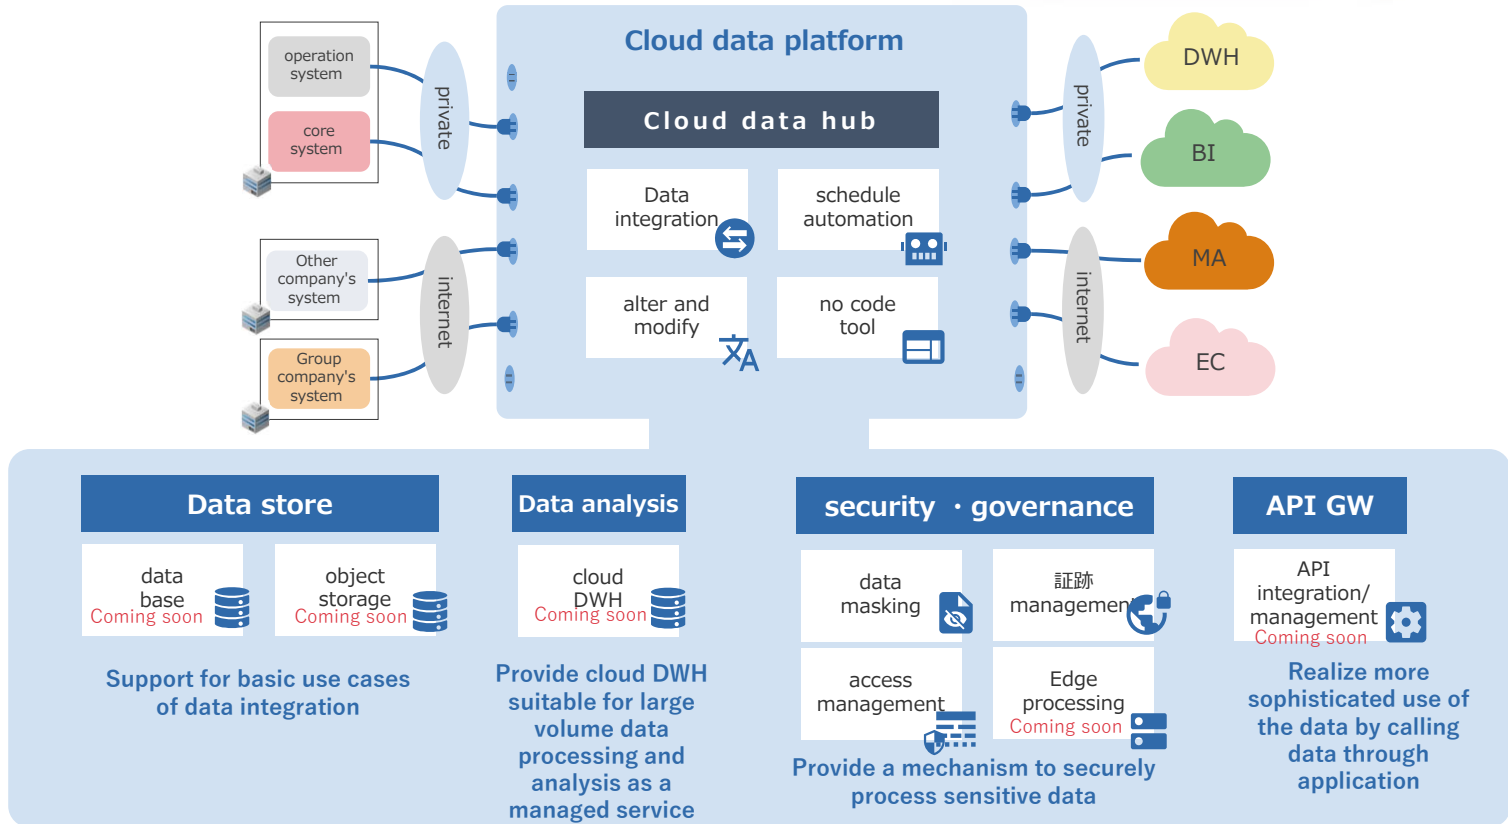 Cloud data platform
operation
system
core
system
private
Other
company's
system
internet
Group
company's
system
Cloud data hub
Data
integration
schedule
automation
alter and
modify
no code
tool
private
internet
DWH
BI
MA
EC
Data store
data
base
Coming soon
object
storage
Coming soon
Support for basic use cases
of data integration
Data analysis
cloud
DWH
Coming soon
Provide cloud DWH
suitable for large
volume data
processing and
analysis as a
managed service
security ・governance
data
masking
証跡
management
access
management
Edge
processing
Coming soon
Provide a mechanism to securely
process sensitive data
API GW
API
integration/
management
Coming soon
Realize more
sophisticated use of
the data by calling
data through
application